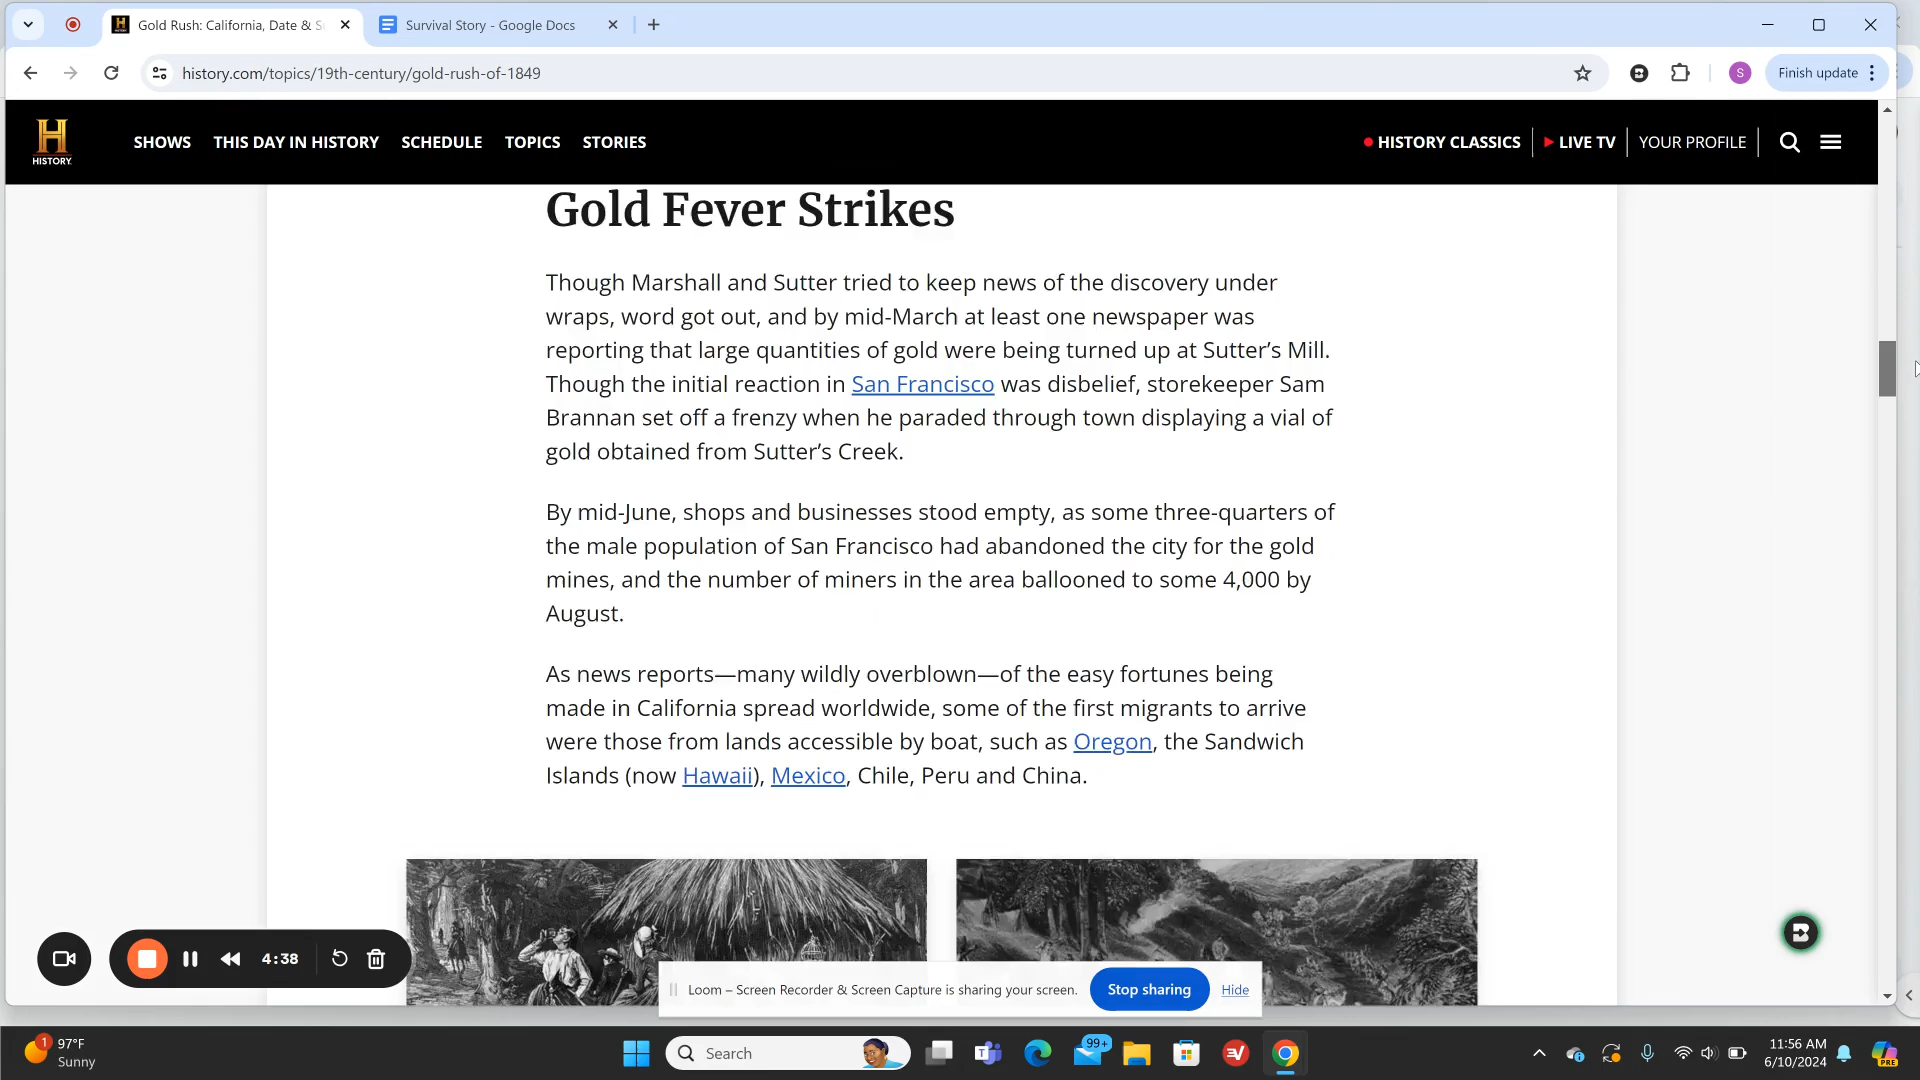 Gold Rush: California, Date & S
Survival Story - Google Docs
history.com/topics/19th-century/gold-rush-of-1849
S
Finish update
H
HISTORY.
SHOWS
THIS DAY IN HISTORY
SCHEDULE
TOPICS
STORIES
HISTORY CLASSICS
LIVE TV
YOUR PROFILE
Gold Fever Strikes
Though Marshall and Sutter tried to keep news of the discovery under
wraps, word got out, and by mid-March at least one newspaper was
reporting that large quantities of gold were being turned up at Sutter’s Mill.
Though the initial reaction in San Francisco was disbelief, storekeeper Sam
Brannan set off a frenzy when he paraded through town displaying a vial of
gold obtained from Sutter’s Creek.
By mid-June, shops and businesses stood empty, as some three-quarters of
the male population of San Francisco had abandoned the city for the gold
mines, and the number of miners in the area ballooned to some 4,000 by
August.
As news reports—many wildly overblown—of the easy fortunes being
made in California spread worldwide, some of the first migrants to arrive
were those from lands accessible by boat, such as Oregon, the Sandwich
Islands (now Hawaii), Mexico, Chile, Peru and China.
4:38
Loom – Screen Recorder & Screen Capture is sharing your screen.
Stop sharing
Hide
1
97°F
Sunny
Search
99+
11:56 AM
6/10/2024
PRE